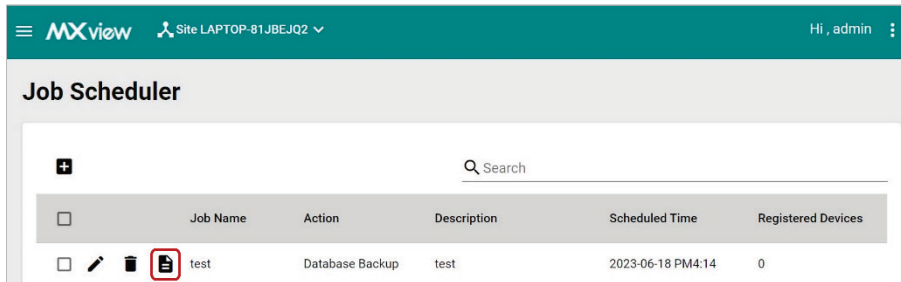 MXview Site LAPTOP-81JBEJQ2 Hi , admin
Job Scheduler
Search
Job Name Action Description Scheduled Time Registered Devices
test Database Backup test 2023-06-18 PM4:14 0